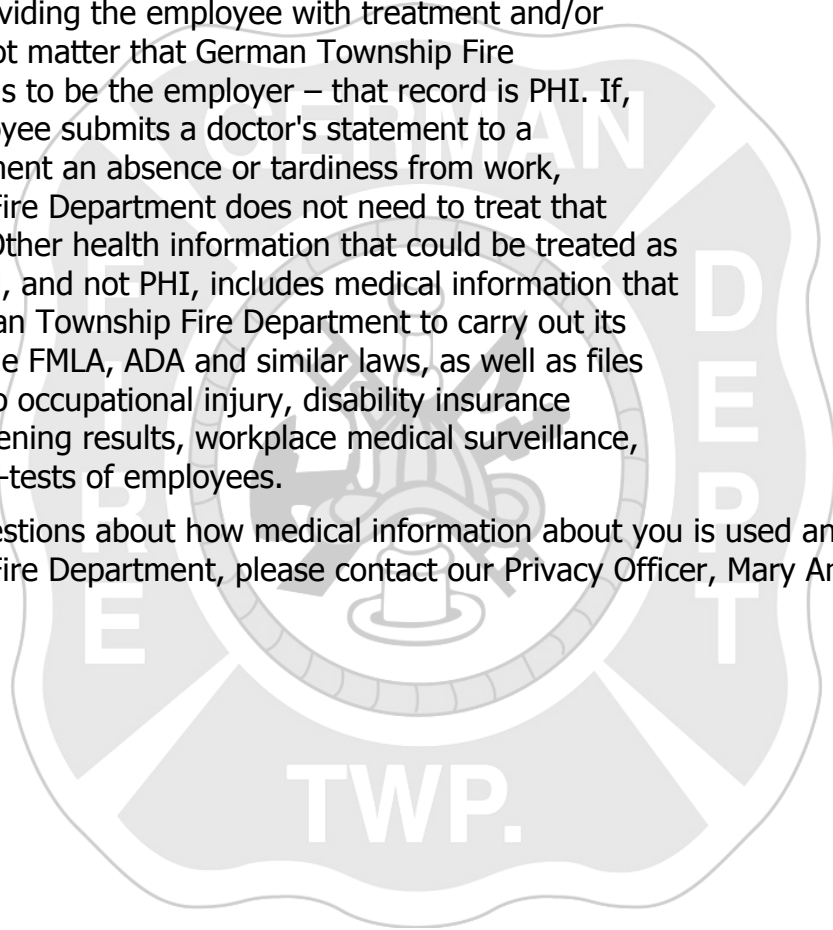 viding the employee with treatment and/or
ot matter that German Township Fire
s to be the employer – that record is PHI. If,
oyee submits a doctor's statement to a
ment an absence or tardiness from work,
Fire Department does not need to treat that
Other health information that could be treated as
, and not PHI, includes medical information that
an Township Fire Department to carry out its
e FMLA, ADA and similar laws, as well as files
o occupational injury, disability insurance
ening results, workplace medical surveillance,
-tests of employees.
estions about how medical information about you is used an
Fire Department, please contact our Privacy Officer, Mary An
GERMAN
FIRE
DEPT
TWP.